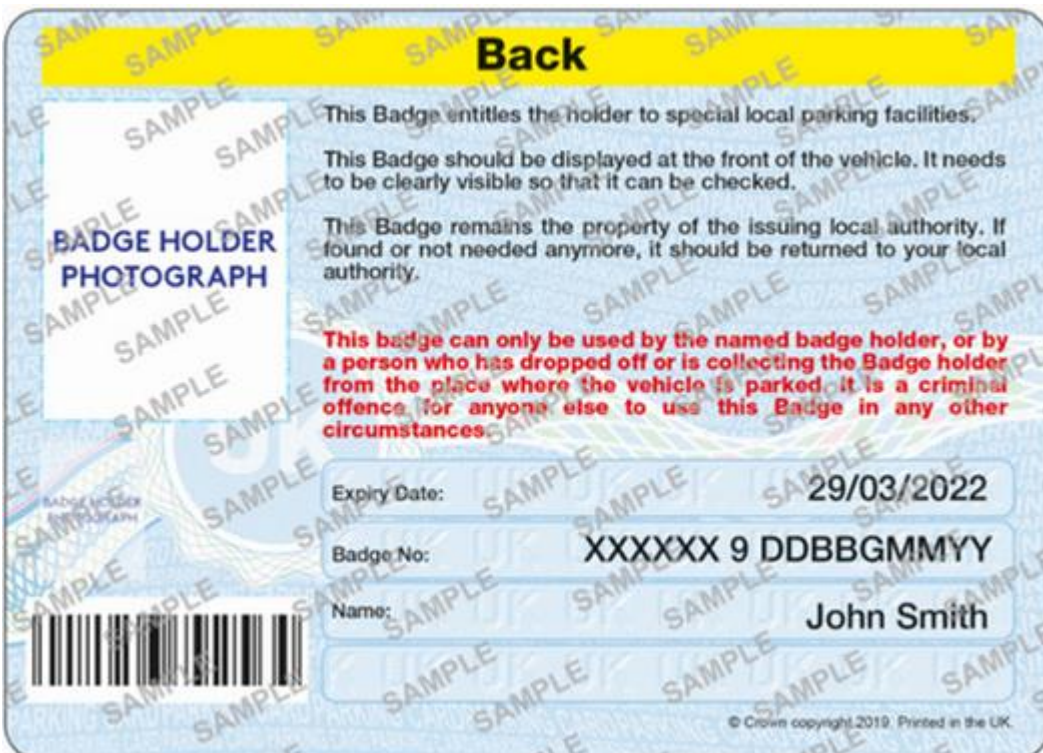 Back
This Badge entitles the holder to special local parking facilities.
This Badge should be displayed at the front of the vehicle. It needs
to be clearly visible so that it can be checked.
This Badge remains the property of the issuing local authority. If
found or not needed anymore, it should be returned to your local
authority.
BADGE HOLDER
PHOTOGRAPH
This badge can only be used by the named badge holder, or by
a person who has dropped off or is collecting the Badge holder
from the place where the vehicle is parked. It is a criminal
offence for anyone else to use this Badge in any other
circumstances.
UK
BADGE HOLDER
PHOTOGRAPH
Expiry Date: 29/03/2022
Badge No: XXXXXX 9 DDBBGMMYY
Name: John Smith
© Crown copyright 2019 Printed in the UK.
SAMPLE